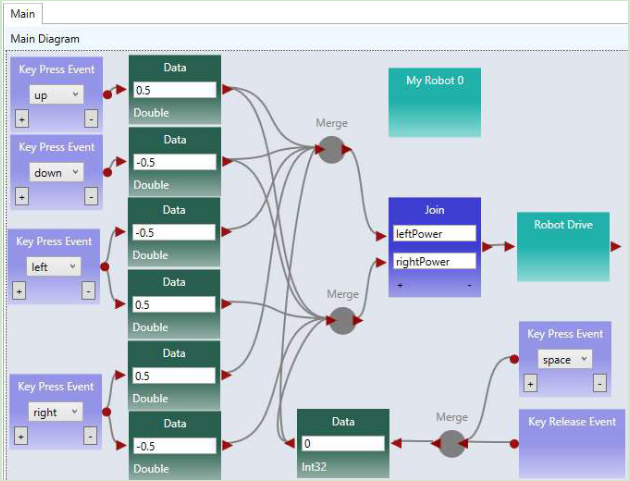 Main
Main Diagram
Key Press Event
up
+ -
Data
0.5
Double
My Robot 0
Merge
Key Press Event
down
+ -
Data
-0.5
Double
Key Press Event
left
+ -
Data
-0.5
Double
Data
0.5
Double
Join
leftPower
rightPower
+ -
Robot Drive
Merge
Key Press Event
right
+ -
Data
0.5
Double
Data
-0.5
Double
Key Press Event
space
+ -
Merge
Data
0
Int32
Key Release Event